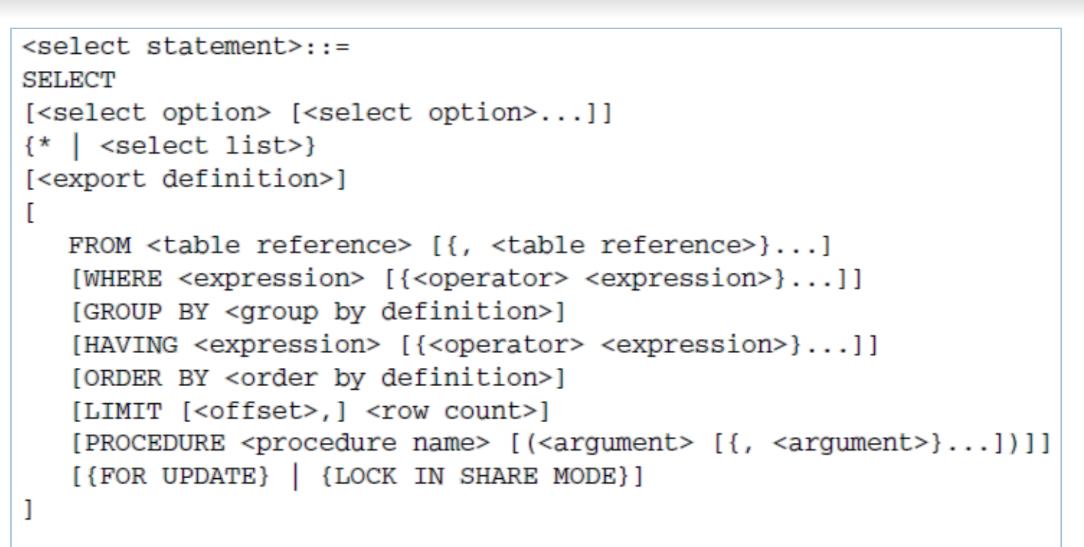 <select statement>::=
SELECT
[<select option> [<select option>...]]
{* | <select list>}
[<export definition>]
[
FROM <table reference> [{, <table reference>}...]
[WHERE <expression> [{<operator> <expression>}...]]
[GROUP BY <group by definition>]
[HAVING <expression> [{<operator> <expression>}...]]
[ORDER BY <order by definition>]
[LIMIT [<offset>,] <row count>]
[PROCEDURE <procedure name> [(<argument> [{, <argument>}...])]]
[{FOR UPDATE} | {LOCK IN SHARE MODE}]
]